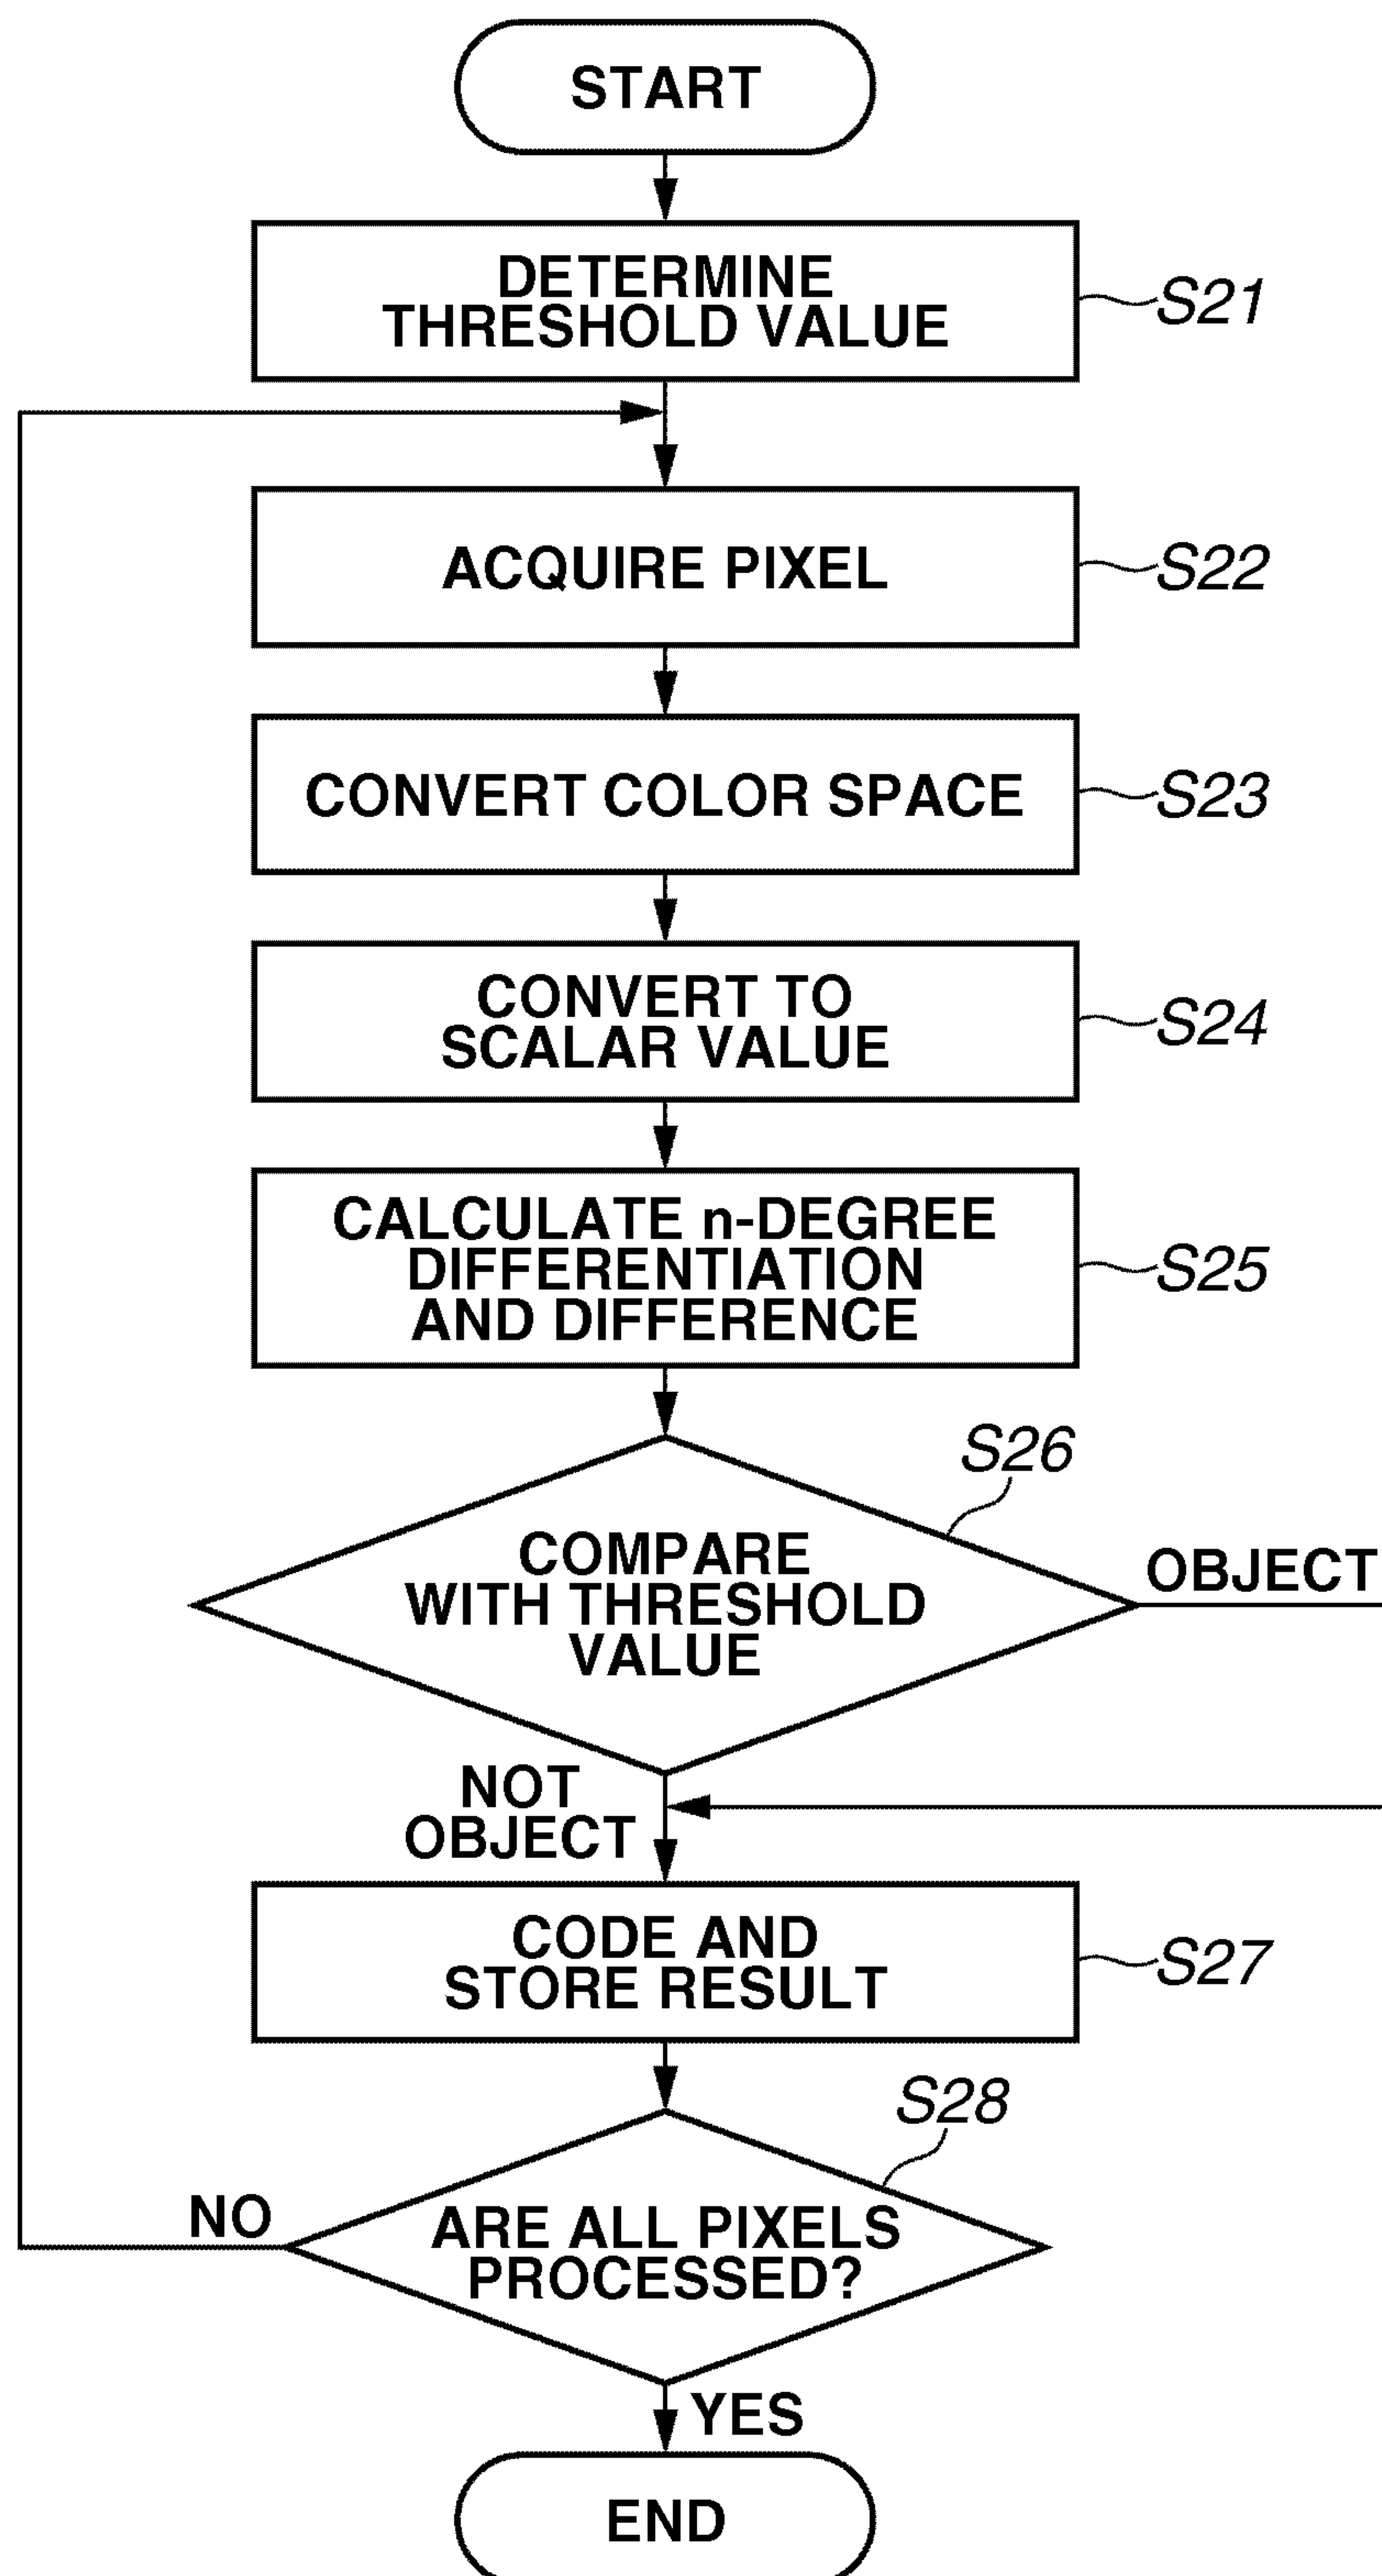 START
DETERMINE
THRESHOLD VALUE
S21
ACQUIRE PIXEL
S22
CONVERT COLOR SPACE
S23
CONVERT TO
SCALAR VALUE
S24
CALCULATE n-DEGREE
DIFFERENTIATION
AND DIFFERENCE
S25
S26
COMPARE
WITH THRESHOLD
VALUE
OBJECT
NOT
OBJECT
CODE AND
STORE RESULT
S27
S28
ARE ALL PIXELS
PROCESSED?
NO
YES
END